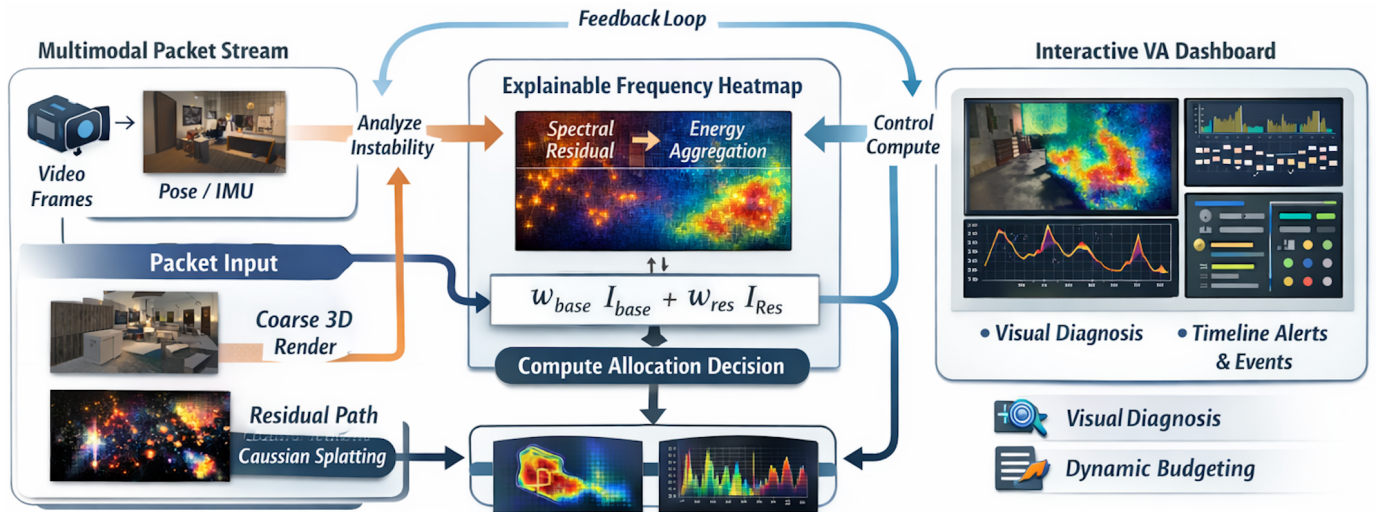 Feedback Loop
Multimodal Packet Stream
Video
Frames
Pose / IMU
Analyze
Instability
Packet Input
Coarse 3D
Render
Residual Path
Caussian Splatting
Explainable Frequency Heatmap
Spectral
Residual
Energy
Aggregation
w_base I_base + w_res I_Res
Compute Allocation Decision
Control
Compute
Interactive VA Dashboard
• Visual Diagnosis
• Timeline Alerts
& Events
Visual Diagnosis
Dynamic Budgeting